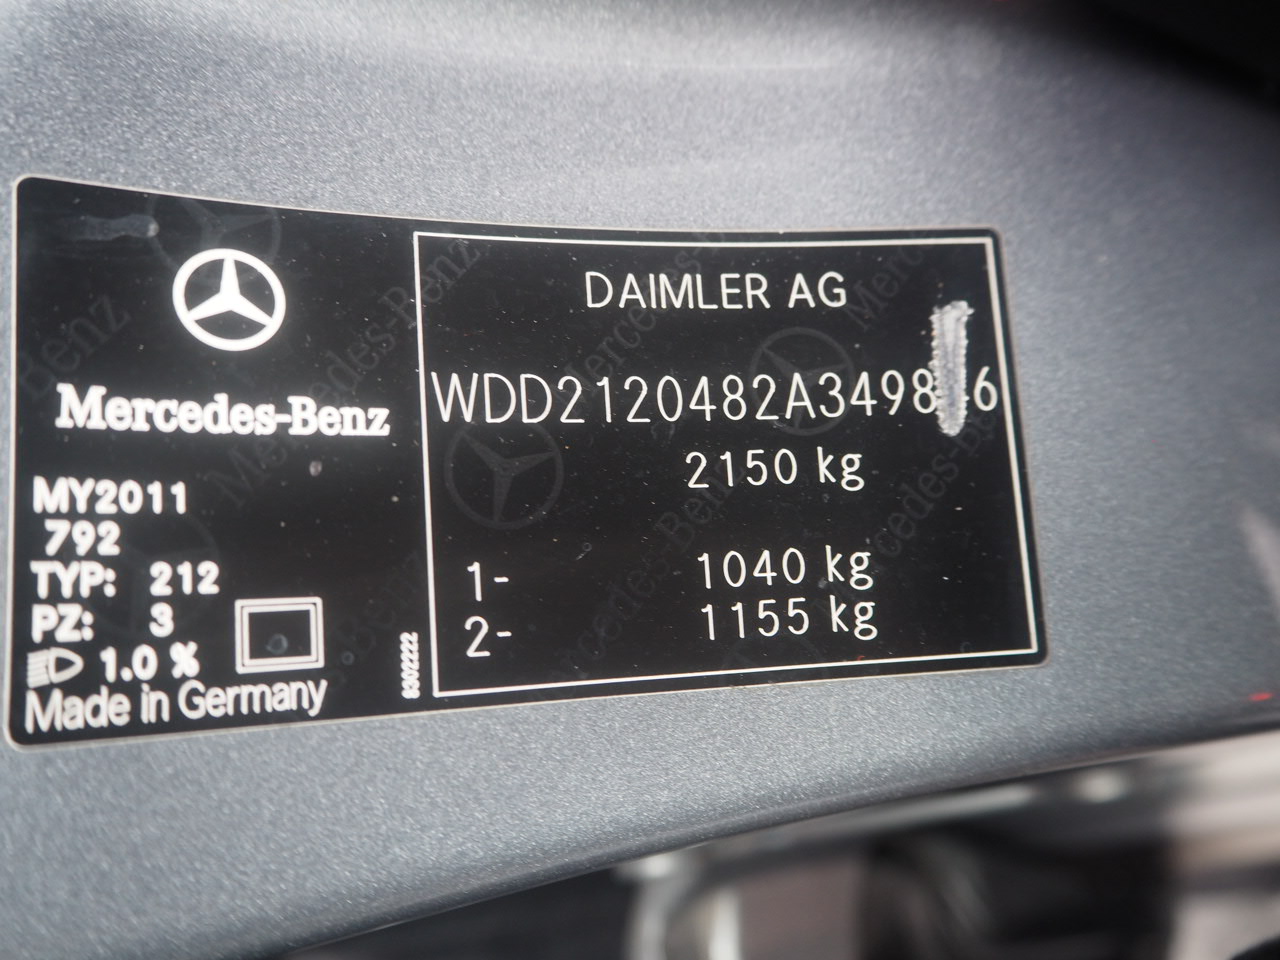 Mercedes-Benz
MY2011
792
TYP: 212
PZ: 3
1.0 %
Made in Germany
8302222
DAIMLER AG
2150 kg
1- 1040 kg
2- 1155 kg